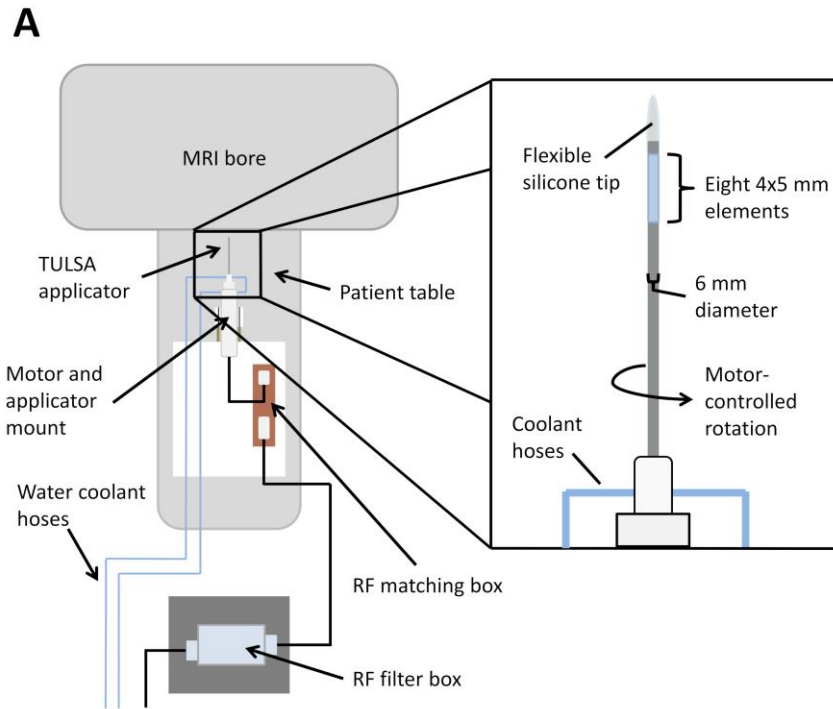 A
MRI bore
TULSA
applicator
Patient table
Motor and
applicator
mount
Water coolant
hoses
RF matching box
RF filter box
Flexible
silicone tip
Eight 4x5 mm
elements
6 mm
diameter
Motor-
controlled
rotation
Coolant
hoses